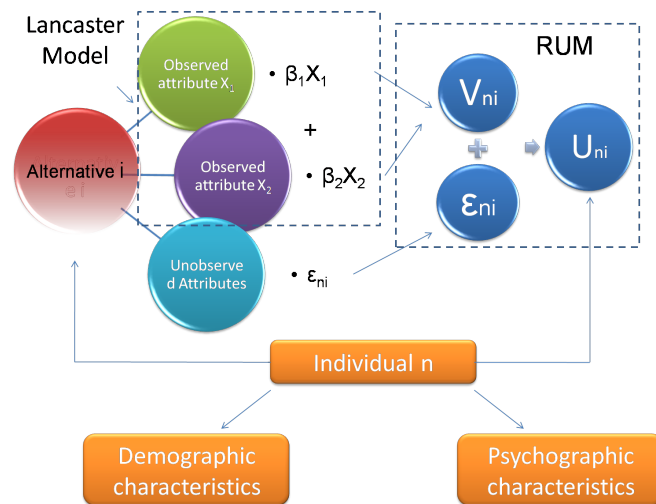 Lancaster
Model
RUM
Observed
attribute X1
• β1X1
+
Alternative i
Observed
attribute X2
• β2X2
Unobserve
d Attributes
• εni
Vni
+
εni
Uni
Individual n
Demographic
characteristics
Psychographic
characteristics